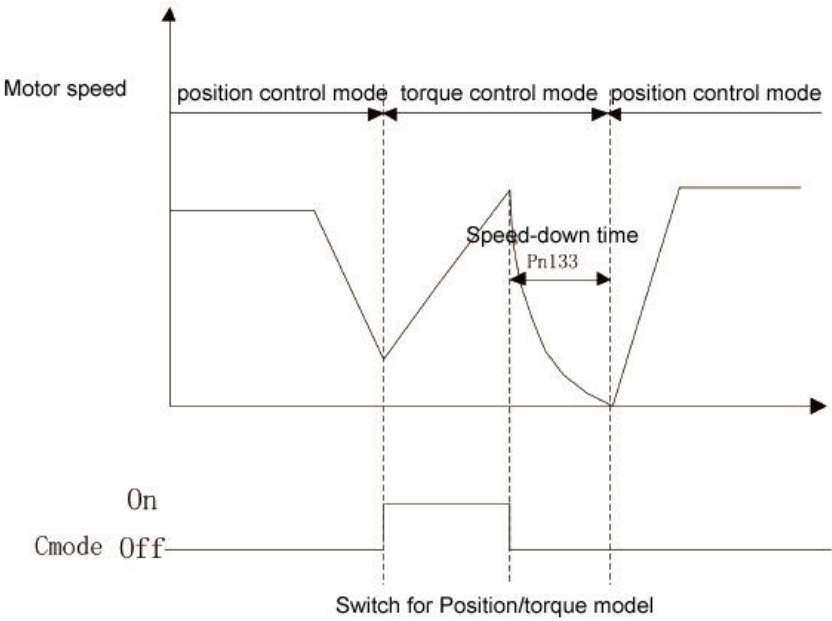 Motor speed
position control mode torque control mode position control mode
Speed-down time
Pn133
On
Cmode Off
Switch for Position/torque model